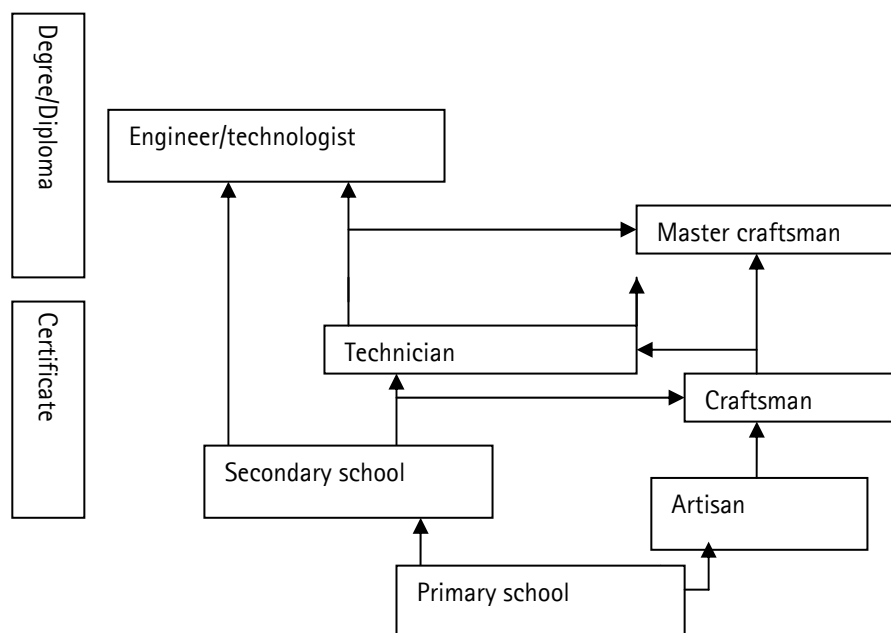 Degree/Diploma
Engineer/technologist
Master craftsman
Certificate
Technician
Craftsman
Secondary school
Artisan
Primary school